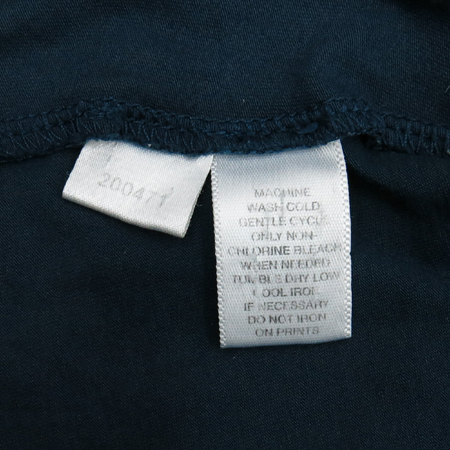 200471
MACHINE
WASH COLD
GENTLE CYCLE
ONLY NON-
CHLORINE BLEACH
WHEN NEEDED
TUMBLE DRY LOW
COOL IRON
IF NECESSARY
DO NOT IRON
ON PRINTS